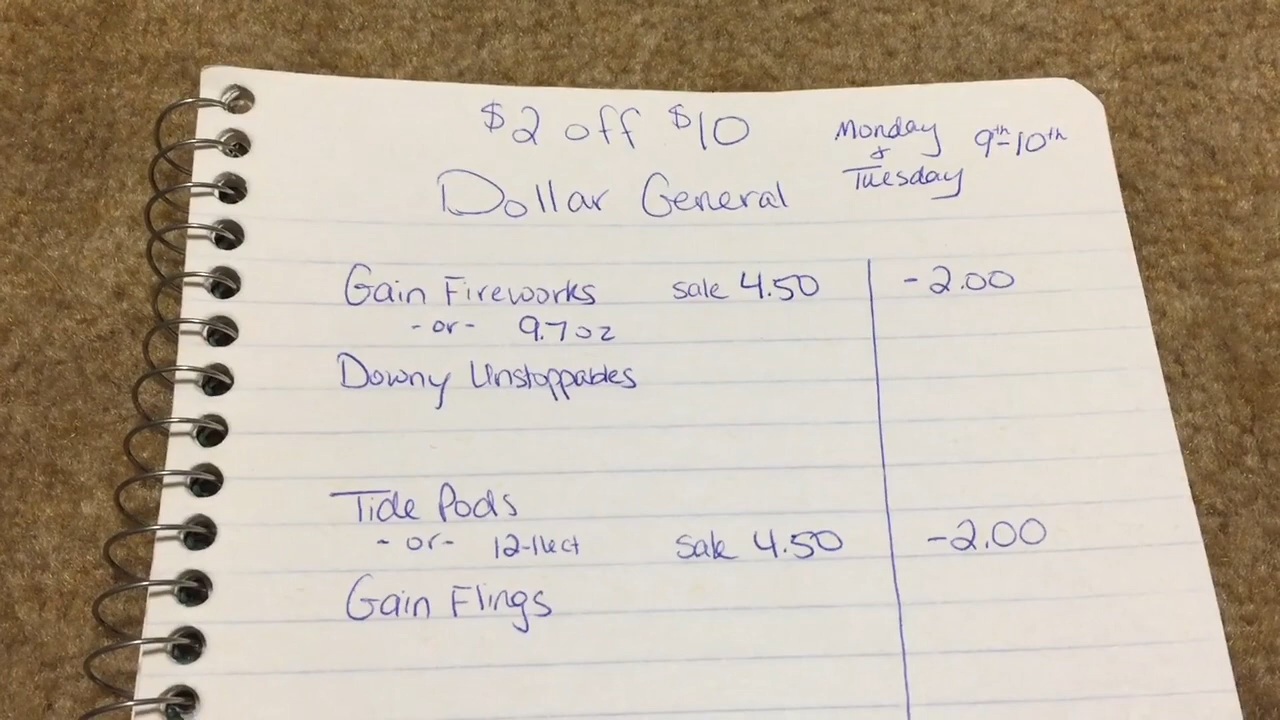 $2 off $10
Dollar General
Monday & Tuesday 9th-10th
Gain Fireworks sale 4.50 -2.00
- or - 9.7oz
Downy Unstoppables
Tide Pods
- or - 12-16ct sale 4.50 -2.00
Gain Flings